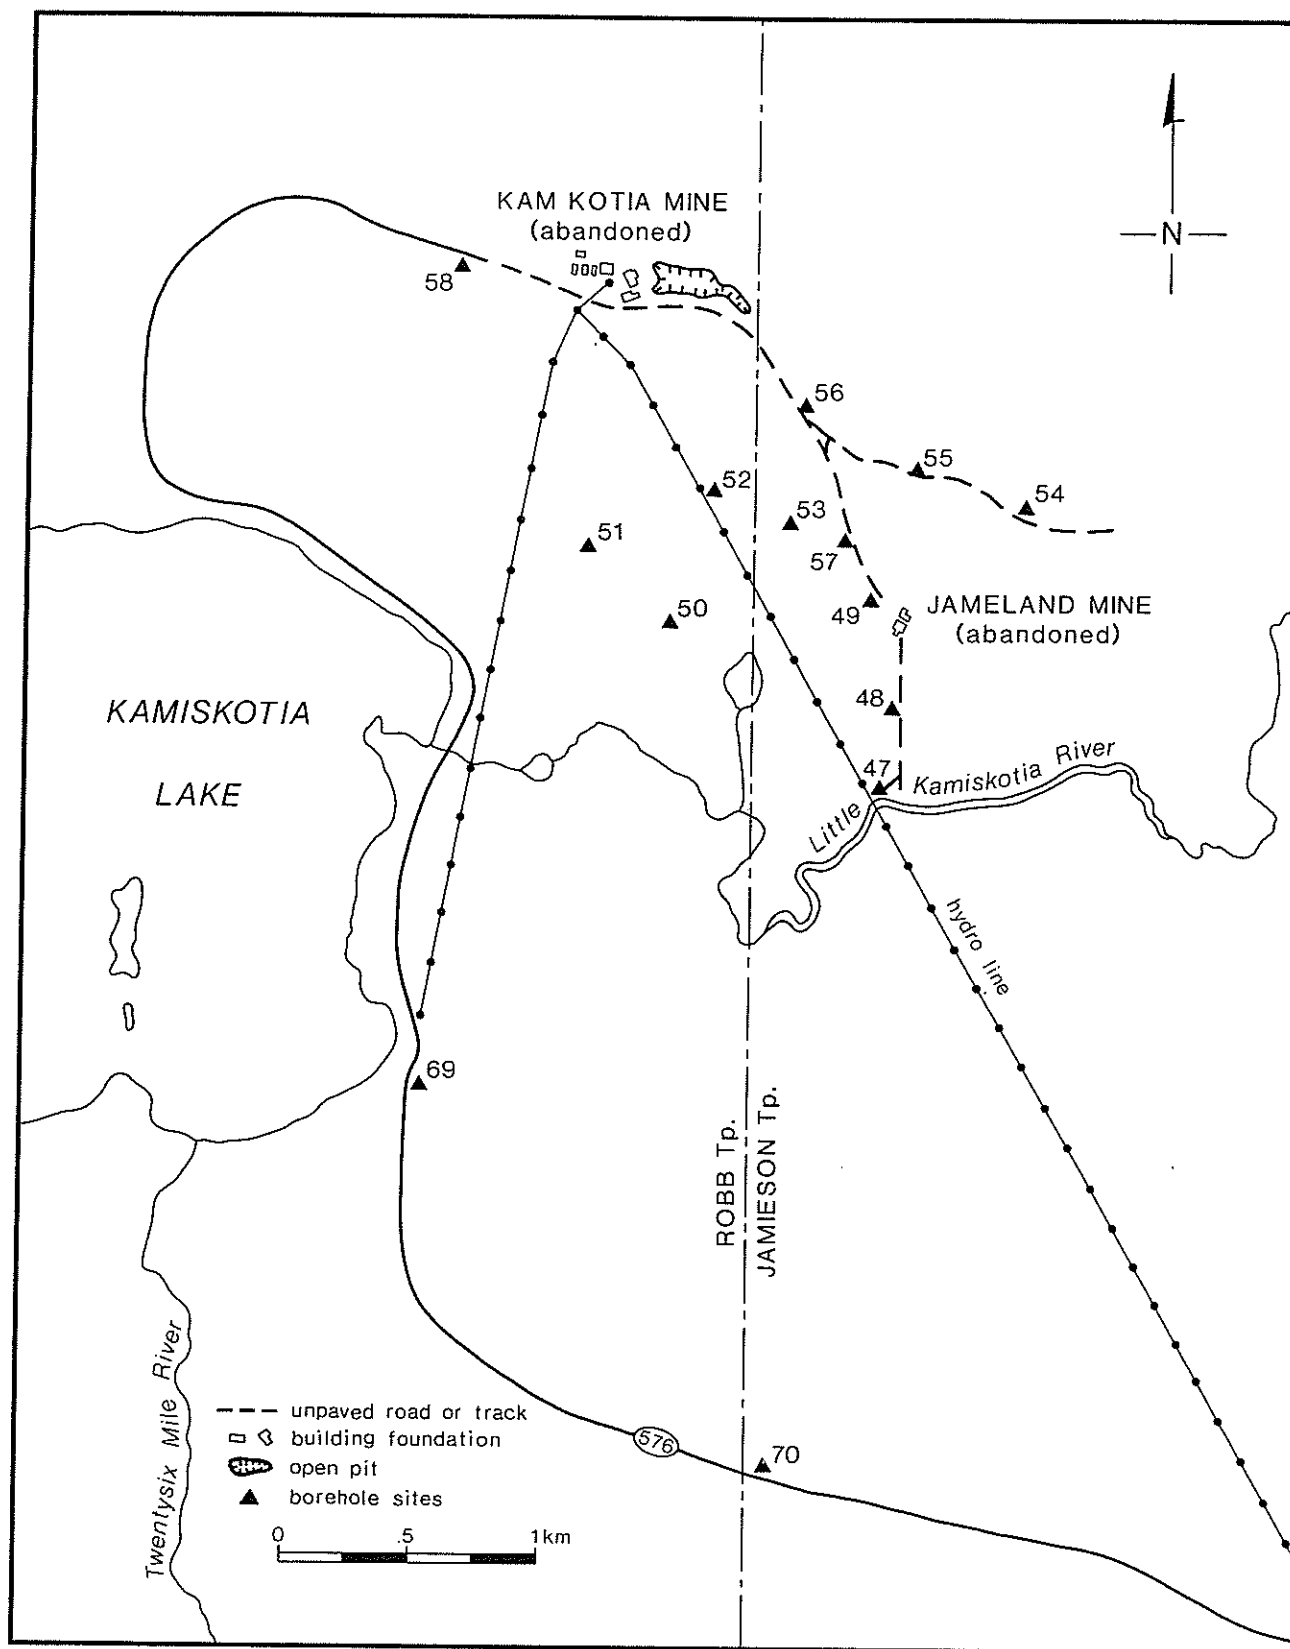 KAM KOTIA MINE
(abandoned)
N
58
56
55
54
52
53
51
57
50
49
JAMELAND MINE
(abandoned)
KAMISKOTIA
LAKE
48
47
Little Kamiskotia River
hydro line
69
ROBB Tp.
JAMIESON Tp.
Twentysix Mile River
unpaved road or track
building foundation
open pit
borehole sites
576
70
0 .5 1km